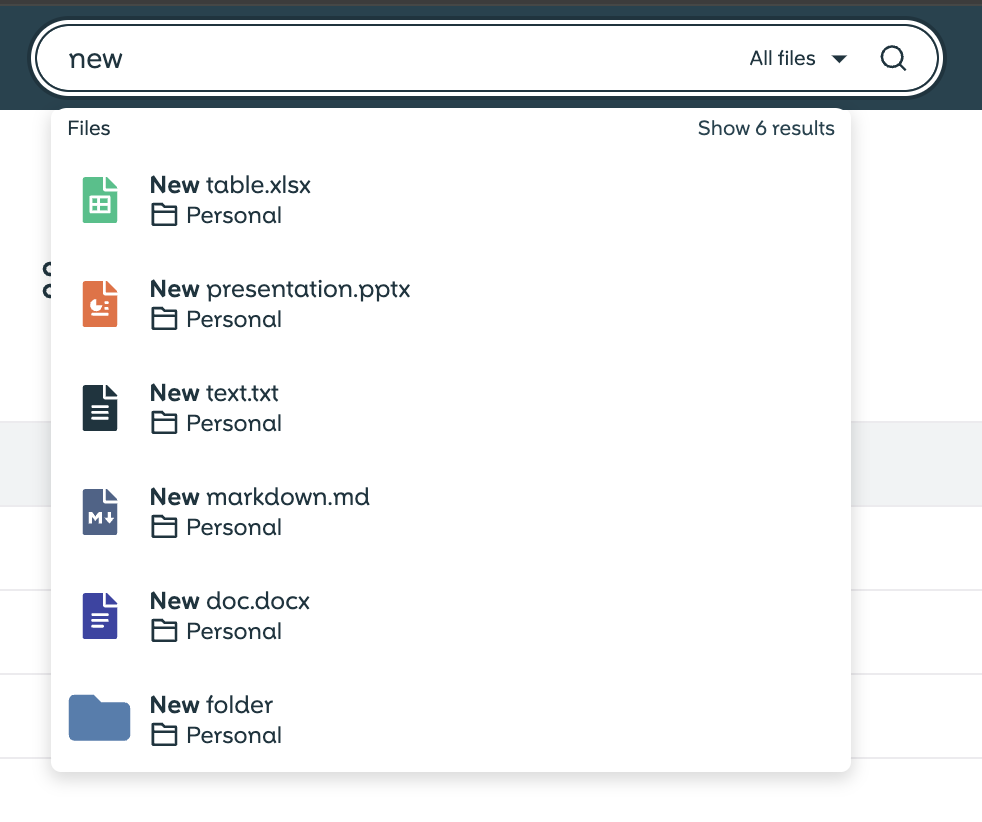 new All files
Files Show 6 results
New table.xlsx
Personal
New presentation.pptx
Personal
New text.txt
Personal
New markdown.md
M
Personal
New doc.docx
Personal
New folder
Personal